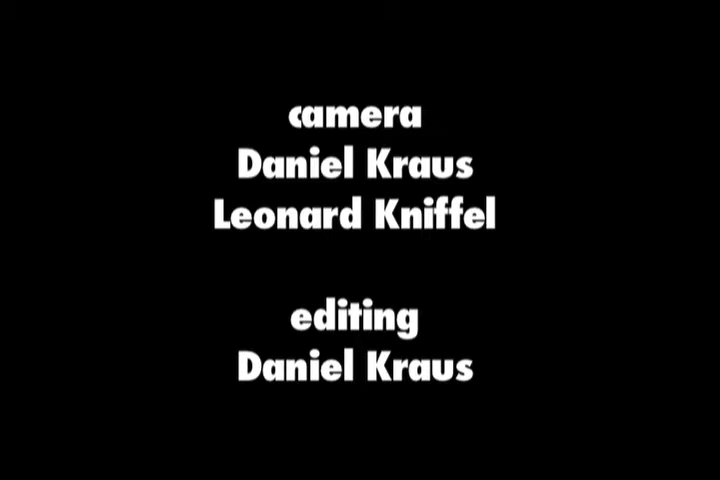 camera
Daniel Kraus
Leonard Kniffel
editing
Daniel Kraus